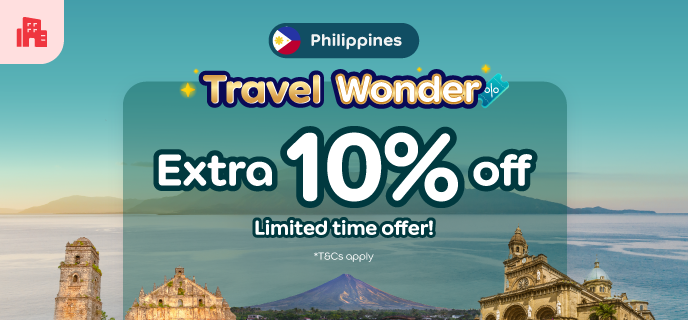 Philippines
Travel Wonder %
Extra 10% off
Limited time offer!
*T&Cs apply